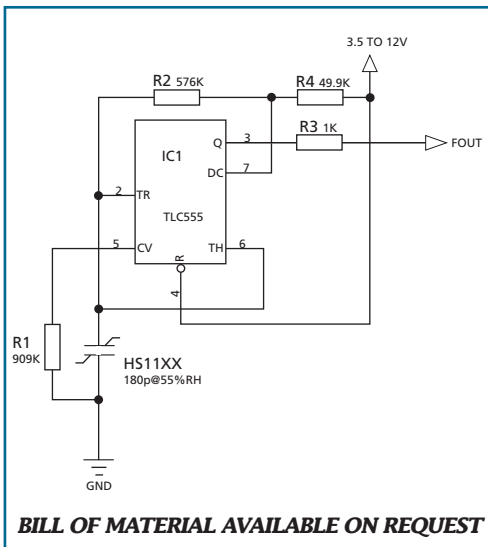 3.5 TO 12V
R2 576K
R4 49.9K
IC1
Q
3
R3 1K
FOUT
DC
7
2
TR
TLC555
5
CV
TH
6
R
4
R1
909K
HS11XX
180p@55%RH
GND
BILL OF MATERIAL AVAILABLE ON REQUEST